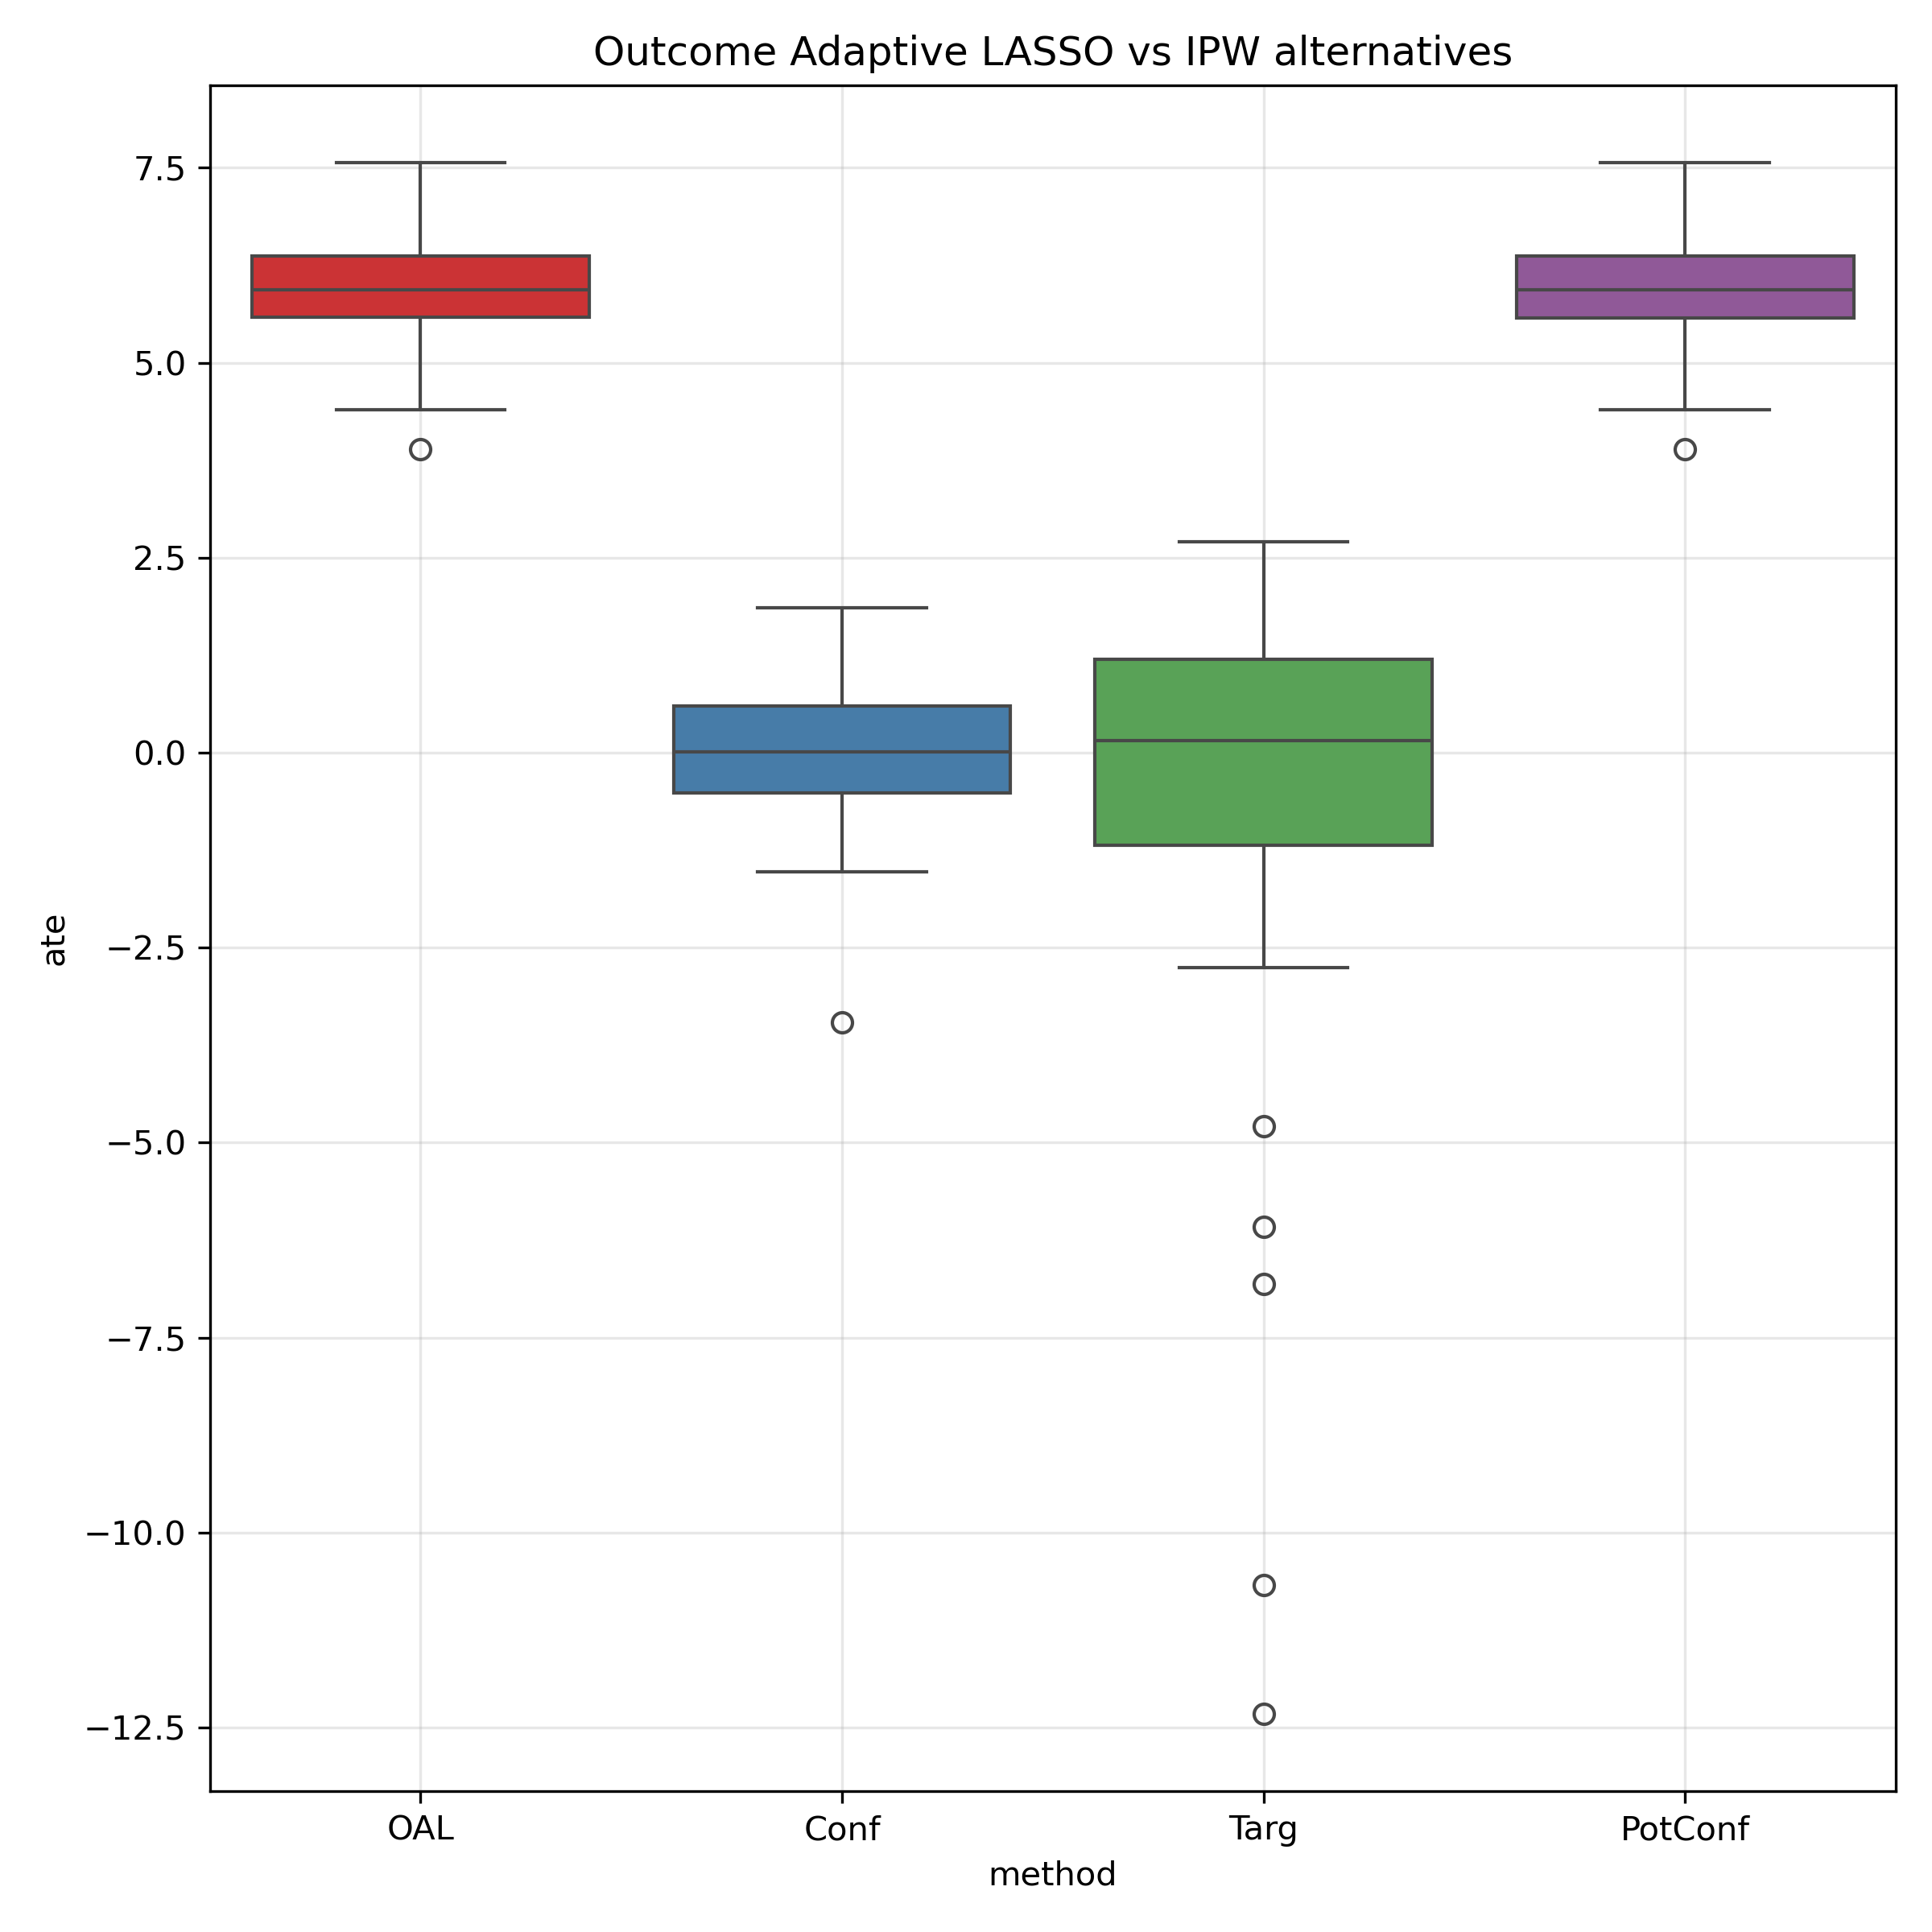 Outcome Adaptive LASSO vs IPW alternatives
7.5
5.0
2.5
0.0
−2.5
−5.0
−7.5
−10.0
−12.5
ate
OAL Conf Targ PotConf
method